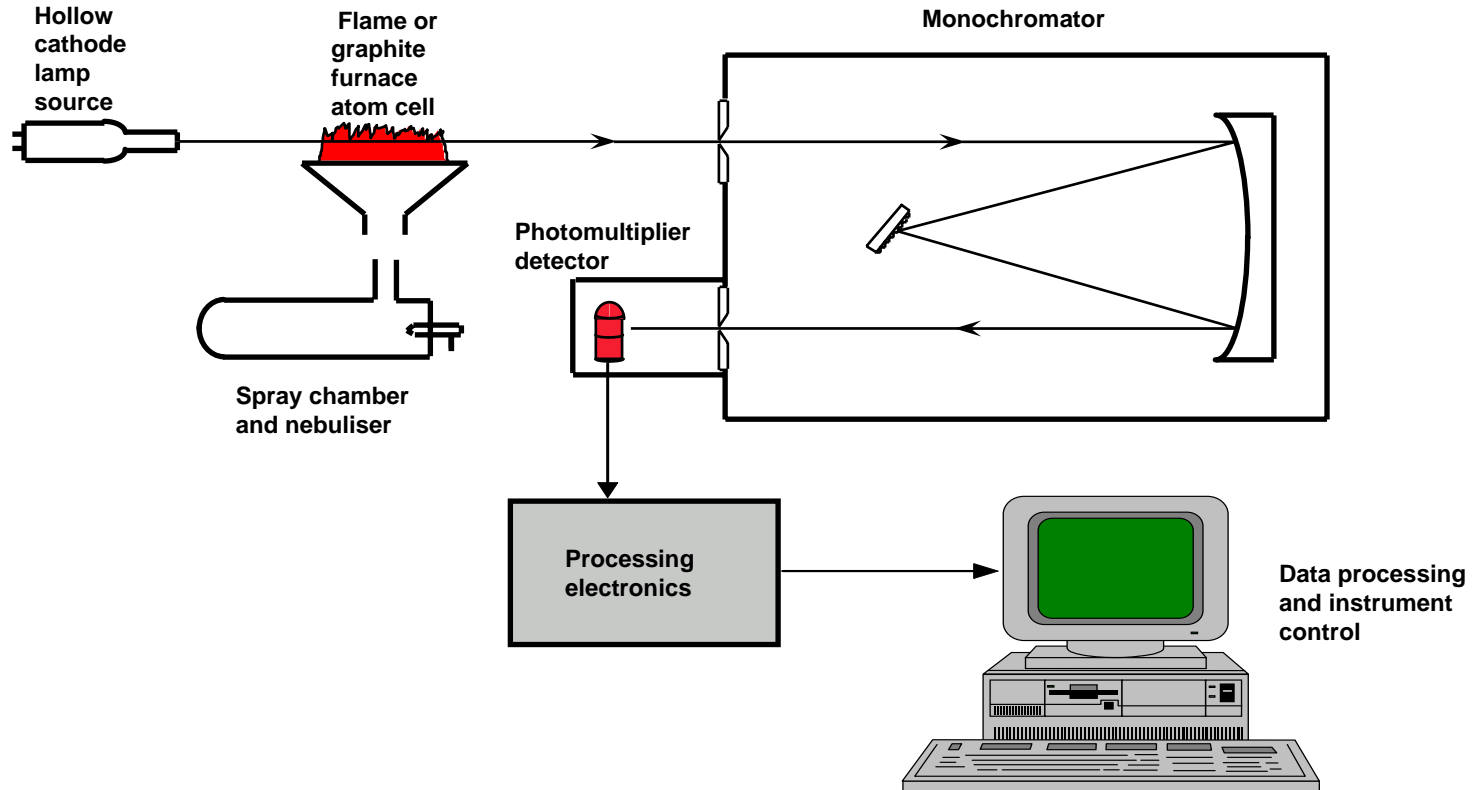 Hollow
cathode
lamp
source
Flame or
graphite
furnace
atom cell
Monochromator
Photomultiplier
detector
Spray chamber
and nebuliser
Processing
electronics
Data processing
and instrument
control